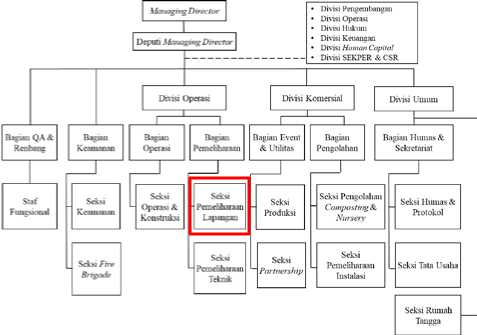 Managing Director
Deputi Managing Director
• Divisi Pengembangan
• Divisi Operasi
• Divisi Hukum
• Divisi Keuangan
• Divisi Human Capital
• Divisi SEKPER & CSR
Divisi Operasi
Divisi Komersial
Divisi Umum
Bagian QA &
Renbang
Bagian
Keamanan
Bagian
Operasi
Bagian
Pemeliharaan
Bagian Event
& Utilitas
Bagian
Pengolahan
Bagian Humas &
Sekretariat
Staf
Fungsional
Seksi
Keamanan
Seksi
Operasi &
Konstruksi
Seksi
Pemeliharaan
Lapangan
Seksi
Produksi
Seksi Pengolahan
Composting &
Nursery
Seksi Humas &
Protokol
Seksi Fire
Brigade
Seksi
Pemeliharaan
Teknik
Seksi
Partnership
Seksi
Pemeliharaan
Instalasi
Seksi Tata Usaha
Seksi Rumah
Tangga